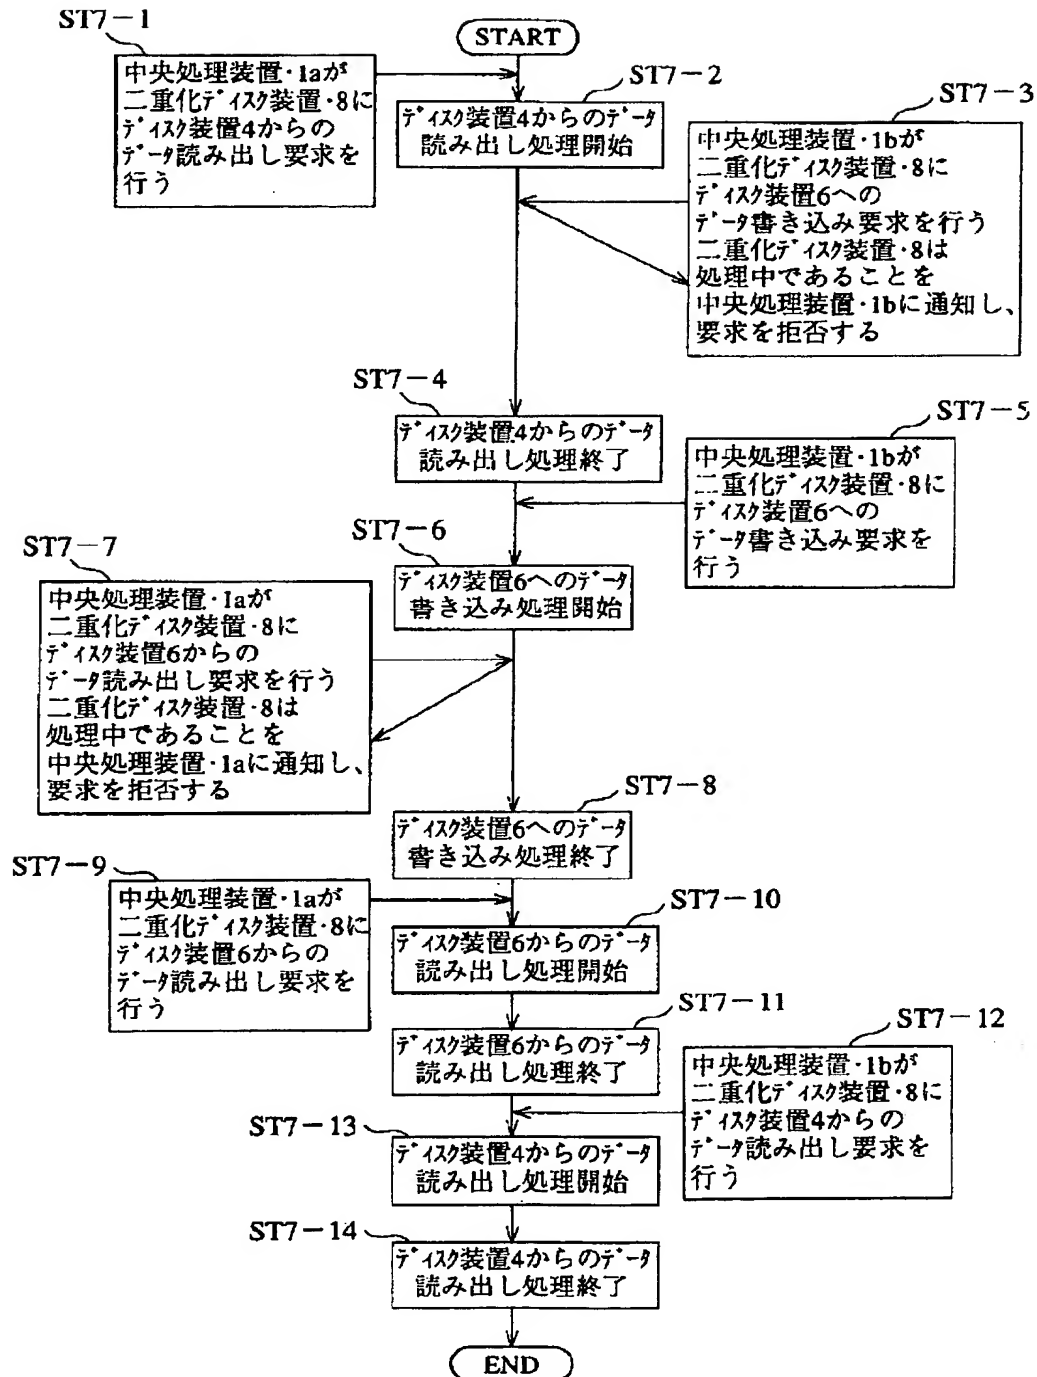 ST7-1
START
中央処理装置・1aが
二重化ディスク装置・8に
ディスク装置4からの
データ読み出し要求を
行う
ST7-2
ディスク装置4からのデータ
読み出し処理開始
ST7-3
中央処理装置・1bが
二重化ディスク装置・8に
ディスク装置6への
データ書き込み要求を行う
二重化ディスク装置・8は
処理中であることを
中央処理装置・1bに通知し、
要求を拒否する
ST7-4
ディスク装置4からのデータ
読み出し処理終了
ST7-5
中央処理装置・1bが
二重化ディスク装置・8に
ディスク装置6への
データ書き込み要求を
行う
ST7-6
ディスク装置6へのデータ
書き込み処理開始
ST7-7
中央処理装置・1aが
二重化ディスク装置・8に
ディスク装置6からの
データ読み出し要求を行う
二重化ディスク装置・8は
処理中であることを
中央処理装置・1aに通知し、
要求を拒否する
ST7-8
ディスク装置6へのデータ
書き込み処理終了
ST7-9
中央処理装置・1aが
二重化ディスク装置・8に
ディスク装置6からの
データ読み出し要求を
行う
ST7-10
ディスク装置6からのデータ
読み出し処理開始
ST7-11
ディスク装置6からのデータ
読み出し処理終了
ST7-12
中央処理装置・1bが
二重化ディスク装置・8に
ディスク装置4からの
データ読み出し要求を
行う
ST7-13
ディスク装置4からのデータ
読み出し処理開始
ST7-14
ディスク装置4からのデータ
読み出し処理終了
END